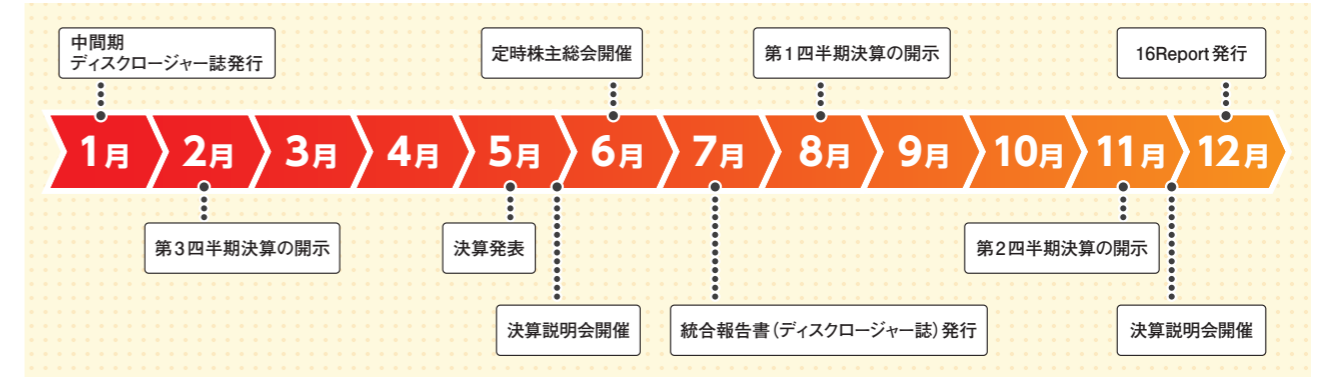 中間期
ディスクロージャー誌発行
定時株主総会開催
第1四半期決算の開示
16Report 発行
1月
2月
3月
4月
5月
6月
7月
8月
9月
10月
11月
12月
第3四半期決算の開示
決算発表
第2四半期決算の開示
決算説明会開催
統合報告書(ディスクロージャー誌)発行
決算説明会開催